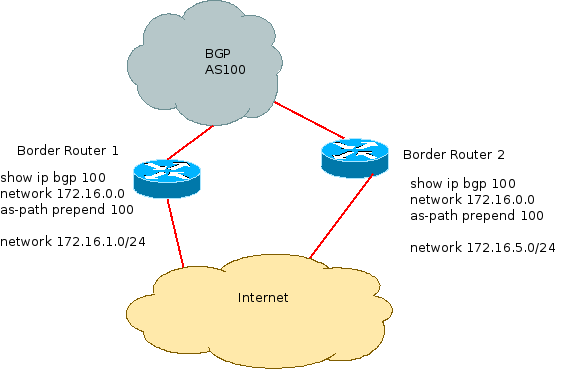 BGP
AS100
Border Router 1
show ip bgp 100
network 172.16.0.0
as-path prepend 100
network 172.16.1.0/24
Border Router 2
show ip bgp 100
network 172.16.0.0
as-path prepend 100
network 172.16.5.0/24
Internet